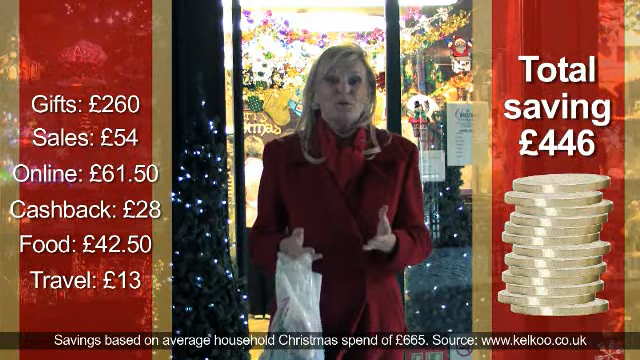 Gifts: £260
Sales: £54
Online: £61.50
Cashback: £28
Food: £42.50
Travel: £13
Total
saving
£446
Christmas
Savings based on average household Christmas spend of £665. Source: www.kelkoo.co.uk